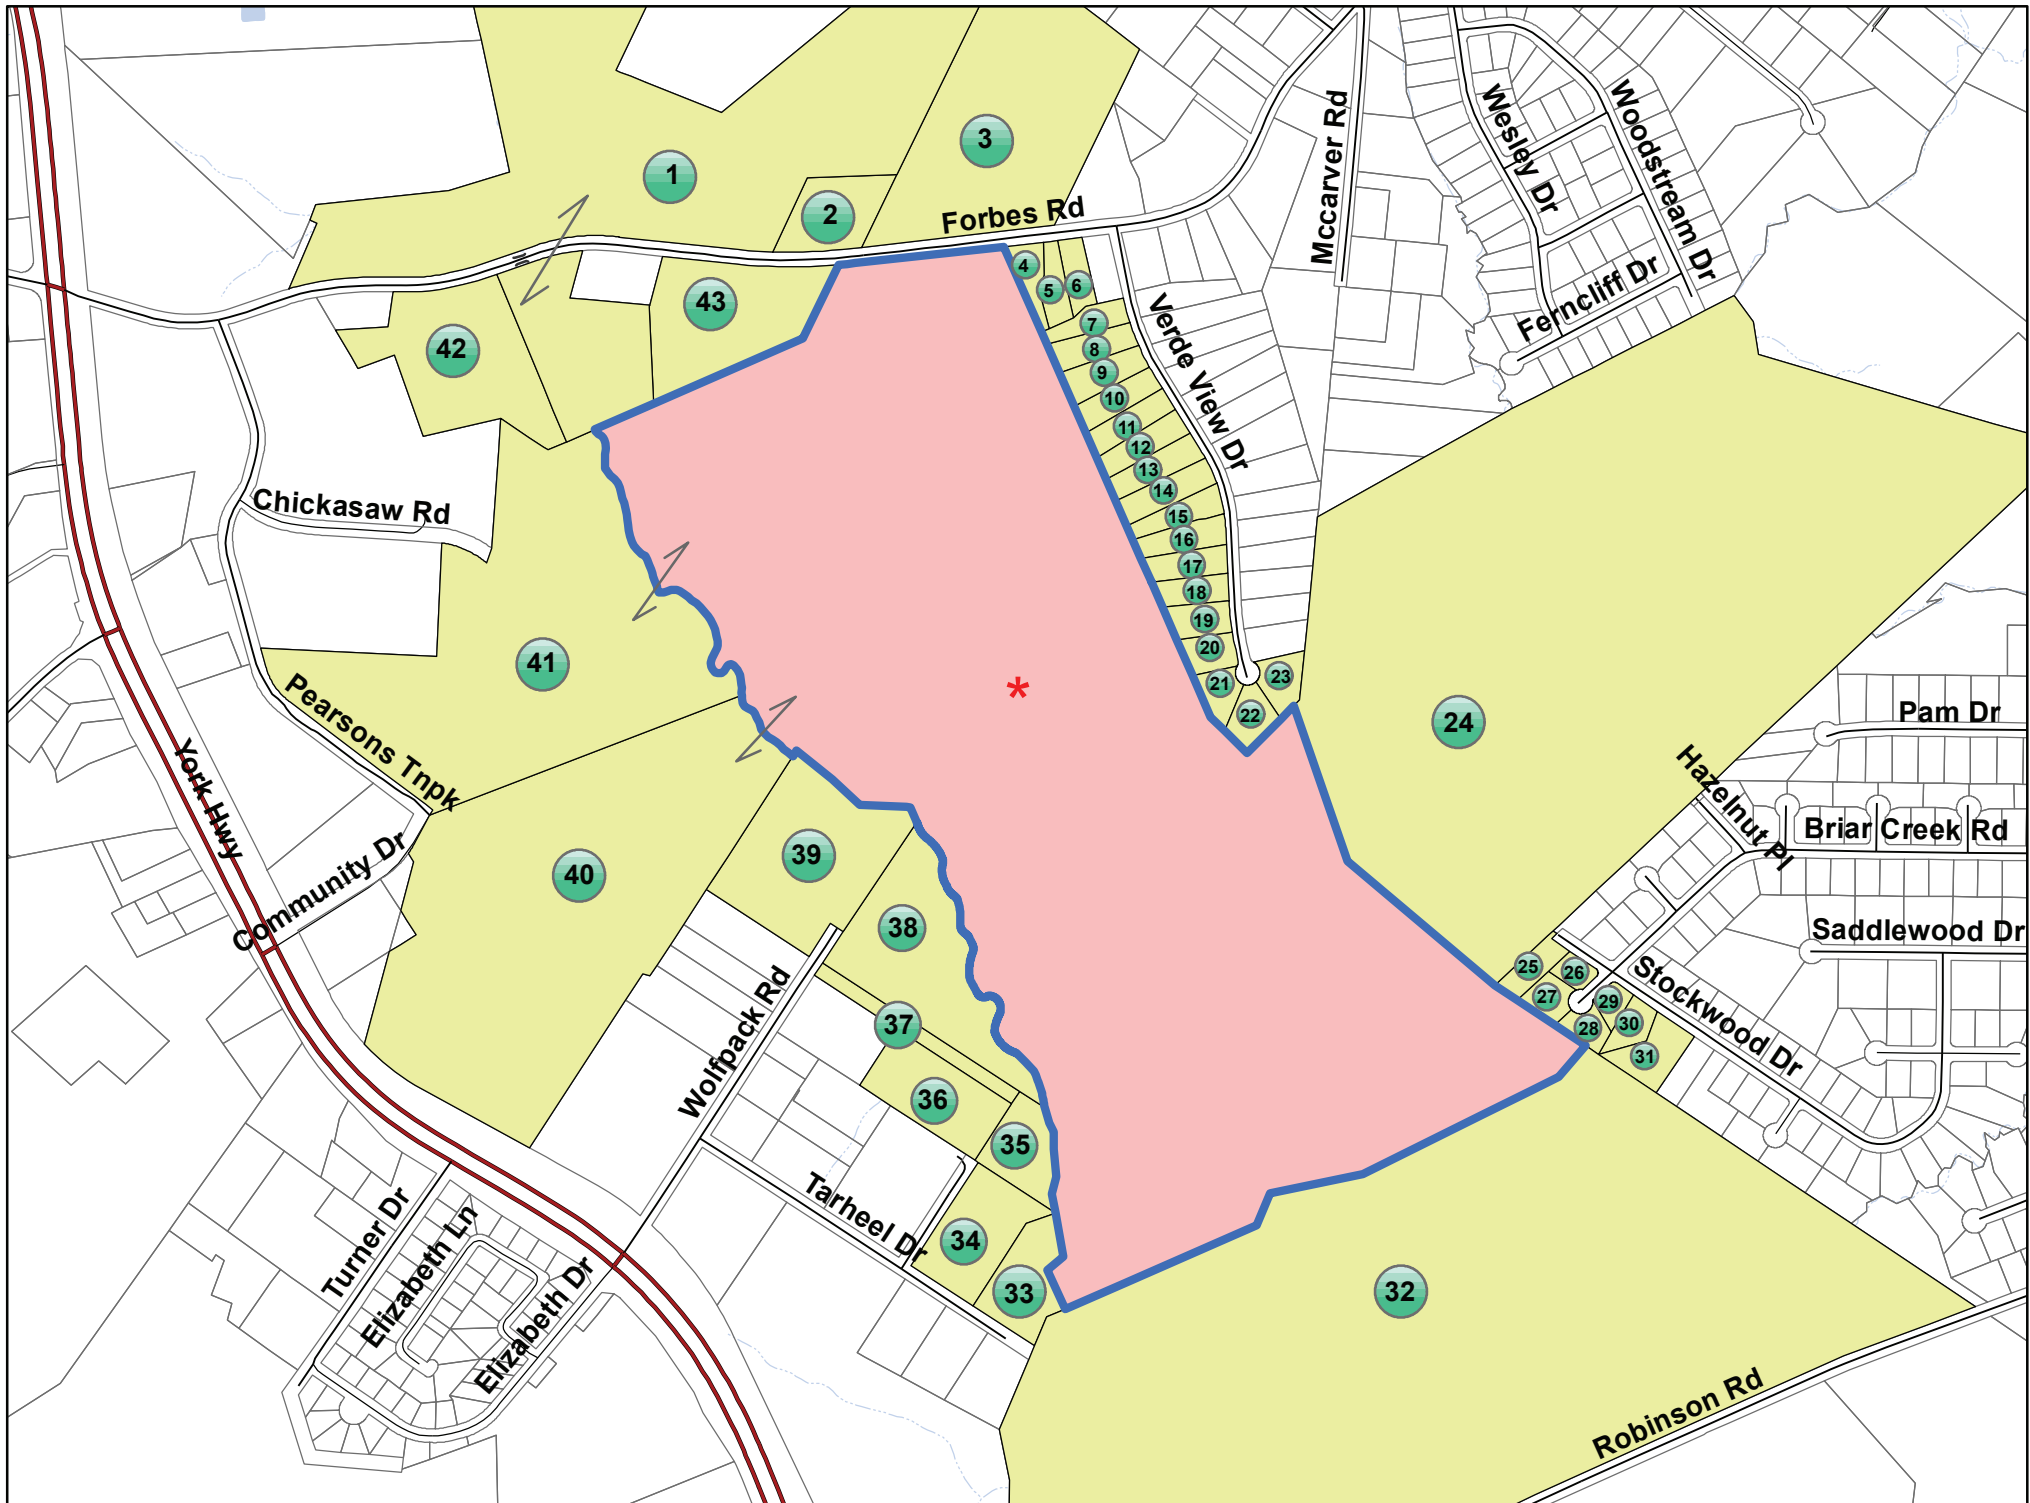 3
1
2
Forbes Rd
Mccarver Rd
Wesley Dr
Woodstream Dr
4
5
6
43
42
7
8
9
10
11
12
13
14
15
16
17
18
19
20
21
22
23
Verde View Dr
Ferncliff Dr
Chickasaw Rd
41
*
24
Pam Dr
Hazelnut Pl
Briar Creek Rd
Pearsons Tnpk
York Hwy
Community Dr
40
39
38
Saddlewood Dr
25
26
27
28
29
30
31
Stockwood Dr
Wolfpack Rd
37
36
35
Tarheel Dr
34
33
32
Turner Dr
Elizabeth Ln
Elizabeth Dr
Robinson Rd